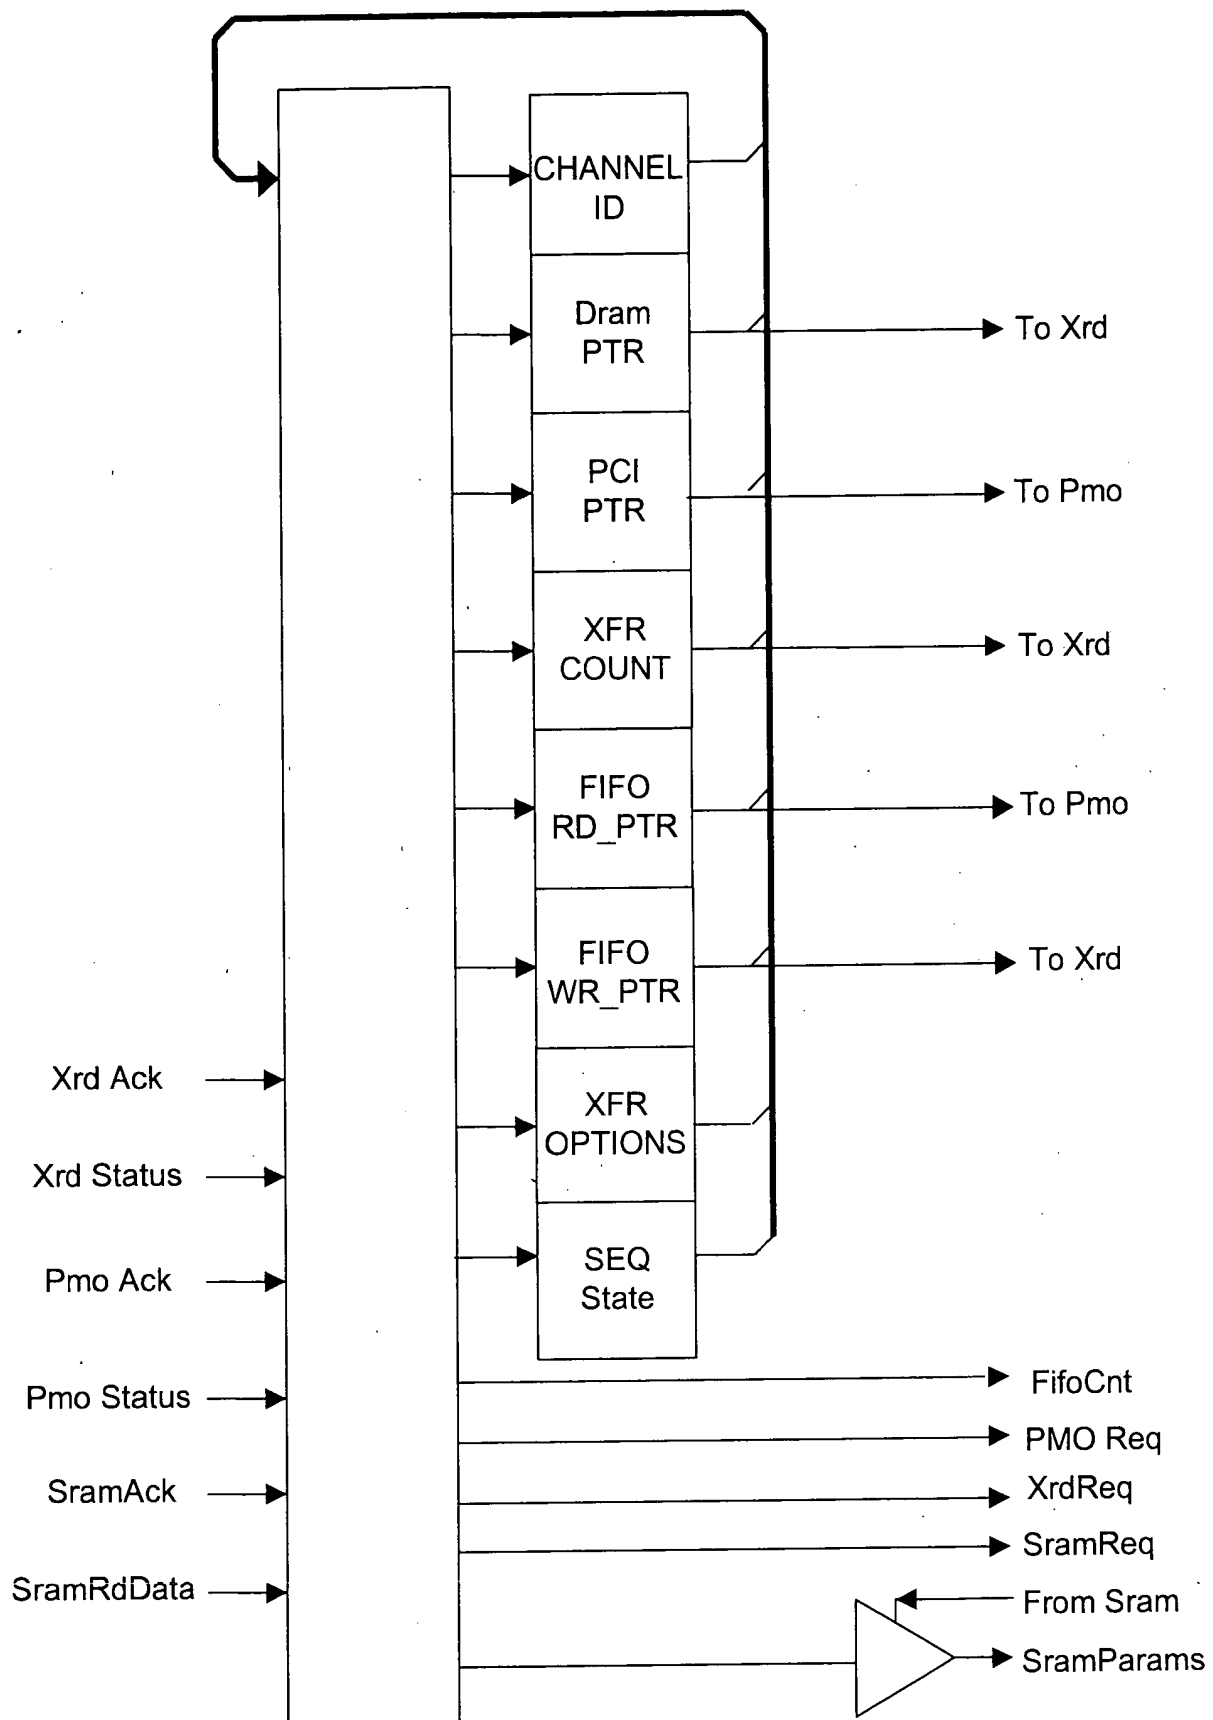 CHANNEL
ID
Dram
PTR
To Xrd
PCI
PTR
To Pmo
XFR
COUNT
To Xrd
FIFO
RD_PTR
To Pmo
FIFO
WR_PTR
To Xrd
Xrd Ack
XFR
OPTIONS
Xrd Status
SEQ
State
Pmo Ack
Pmo Status
FifoCnt
PMO Req
SramAck
XrdReq
SramReq
SramRdData
From Sram
SramParams